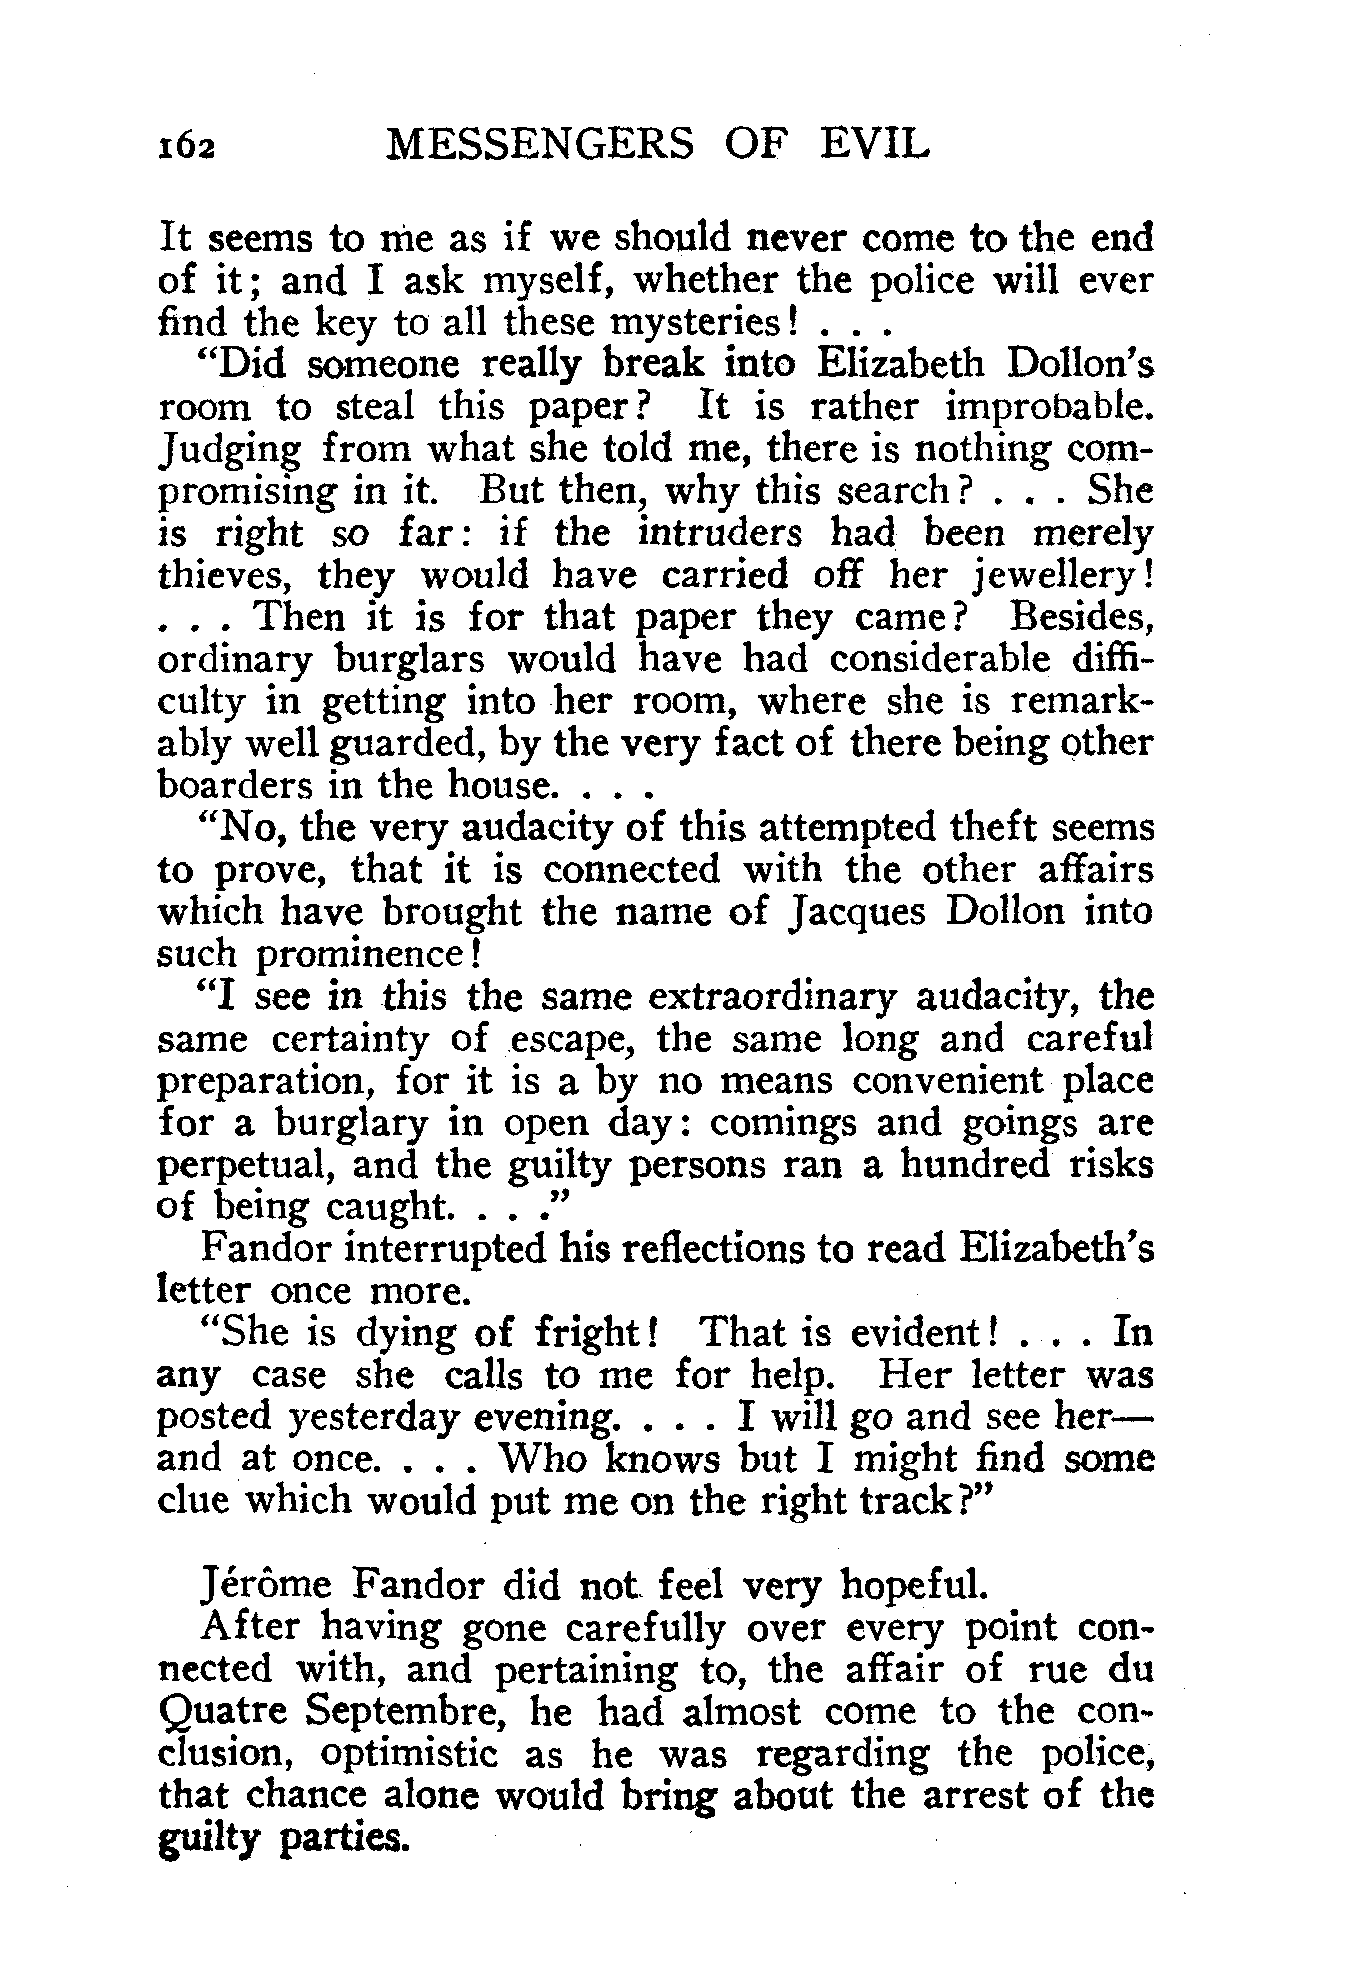 162 MESSENGERS OF EVIL
It seems to me as if we should never come to the end
of it; and I ask myself, whether the police will ever
find the key to all these mysteries! . . .
“Did someone really break into Elizabeth Dollon’s
room to steal this paper? It is rather improbable.
Judging from what she told me, there is nothing com-
promising in it. But then, why this search? . . . She
is right so far: if the intruders had been merely
thieves, they would have carried off her jewellery!
. . . Then it is for that paper they came? Besides,
ordinary burglars would have had considerable diffi-
culty in getting into her room, where she is remark-
ably well guarded, by the very fact of there being other
boarders in the house. . . .
“No, the very audacity of this attempted theft seems
to prove, that it is connected with the other affairs
which have brought the name of Jacques Dollon into
such prominence!
“I see in this the same extraordinary audacity, the
same certainty of escape, the same long and careful
preparation, for it is a by no means convenient place
for a burglary in open day: comings and goings are
perpetual, and the guilty persons ran a hundred risks
of being caught. . . .”
Fandor interrupted his reflections to read Elizabeth’s
letter once more.
“She is dying of fright! That is evident! . . . In
any case she calls to me for help. Her letter was
posted yesterday evening. . . . I will go and see her—
and at once. . . . Who knows but I might find some
clue which would put me on the right track?”
Jérôme Fandor did not feel very hopeful.
After having gone carefully over every point con-
nected with, and pertaining to, the affair of rue du
Quatre Septembre, he had almost come to the con-
clusion, optimistic as he was regarding the police,
that chance alone would bring about the arrest of the
guilty parties.